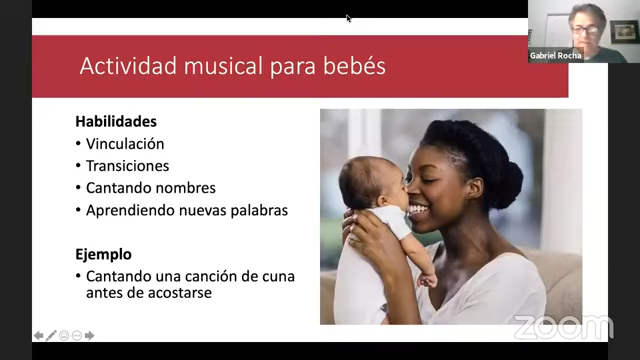 Actividad musical para bebés
Gabriel Rocha
Habilidades
• Vinculación
• Transiciones
• Cantando nombres
• Aprendiendo nuevas palabras
Ejemplo
• Cantando una canción de cuna
antes de acostarse
zoom